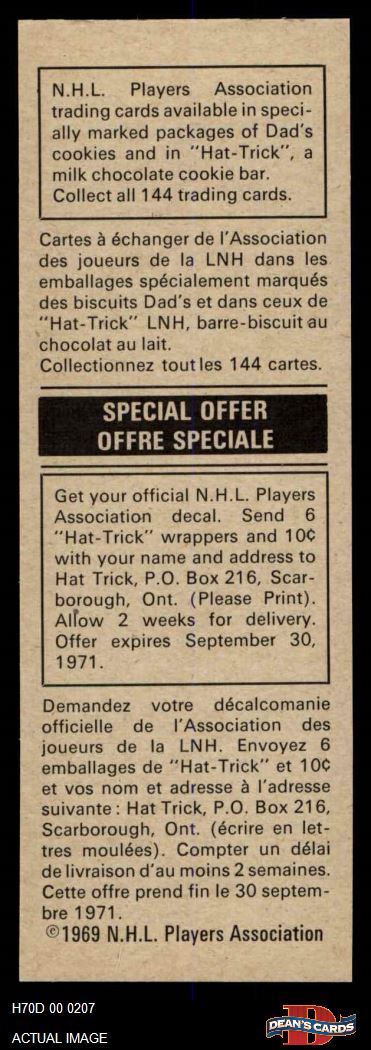 N.H.L. Players Association
trading cards available in speci-
ally marked packages of Dad's
cookies and in "Hat-Trick", a
milk chocolate cookie bar.
Collect all 144 trading cards.
Cartes à échanger de l'Association
des joueurs de la LNH dans les
emballages spécialement marqués
des biscuits Dad's et dans ceux de
"Hat-Trick" LNH, barre-biscuit au
chocolat au lait.
Collectionnez tout les 144 cartes.
SPECIAL OFFER
OFFRE SPECIALE
Get your official N.H.L. Players
Association decal. Send 6
"Hat-Trick" wrappers and 10¢
with your name and address to
Hat Trick, P.O. Box 216, Scar-
borough, Ont. (Please Print).
Allow 2 weeks for delivery.
Offer expires September 30,
1971.
Demandez votre décalcomanie
officielle de l'Association des
joueurs de la LNH. Envoyez 6
emballages de "Hat-Trick" et 10¢
et vos nom et adresse à l'adresse
suivante : Hat Trick, P.O. Box 216,
Scarborough, Ont. (écrire en let-
tres moulées). Compter un délai
de livraison d'au moins 2 semaines.
Cette offre prend fin le 30 septem-
bre 1971.
©1969 N.H.L. Players Association
H70D 00 0207
ACTUAL IMAGE
D
DEAN'S CARDS